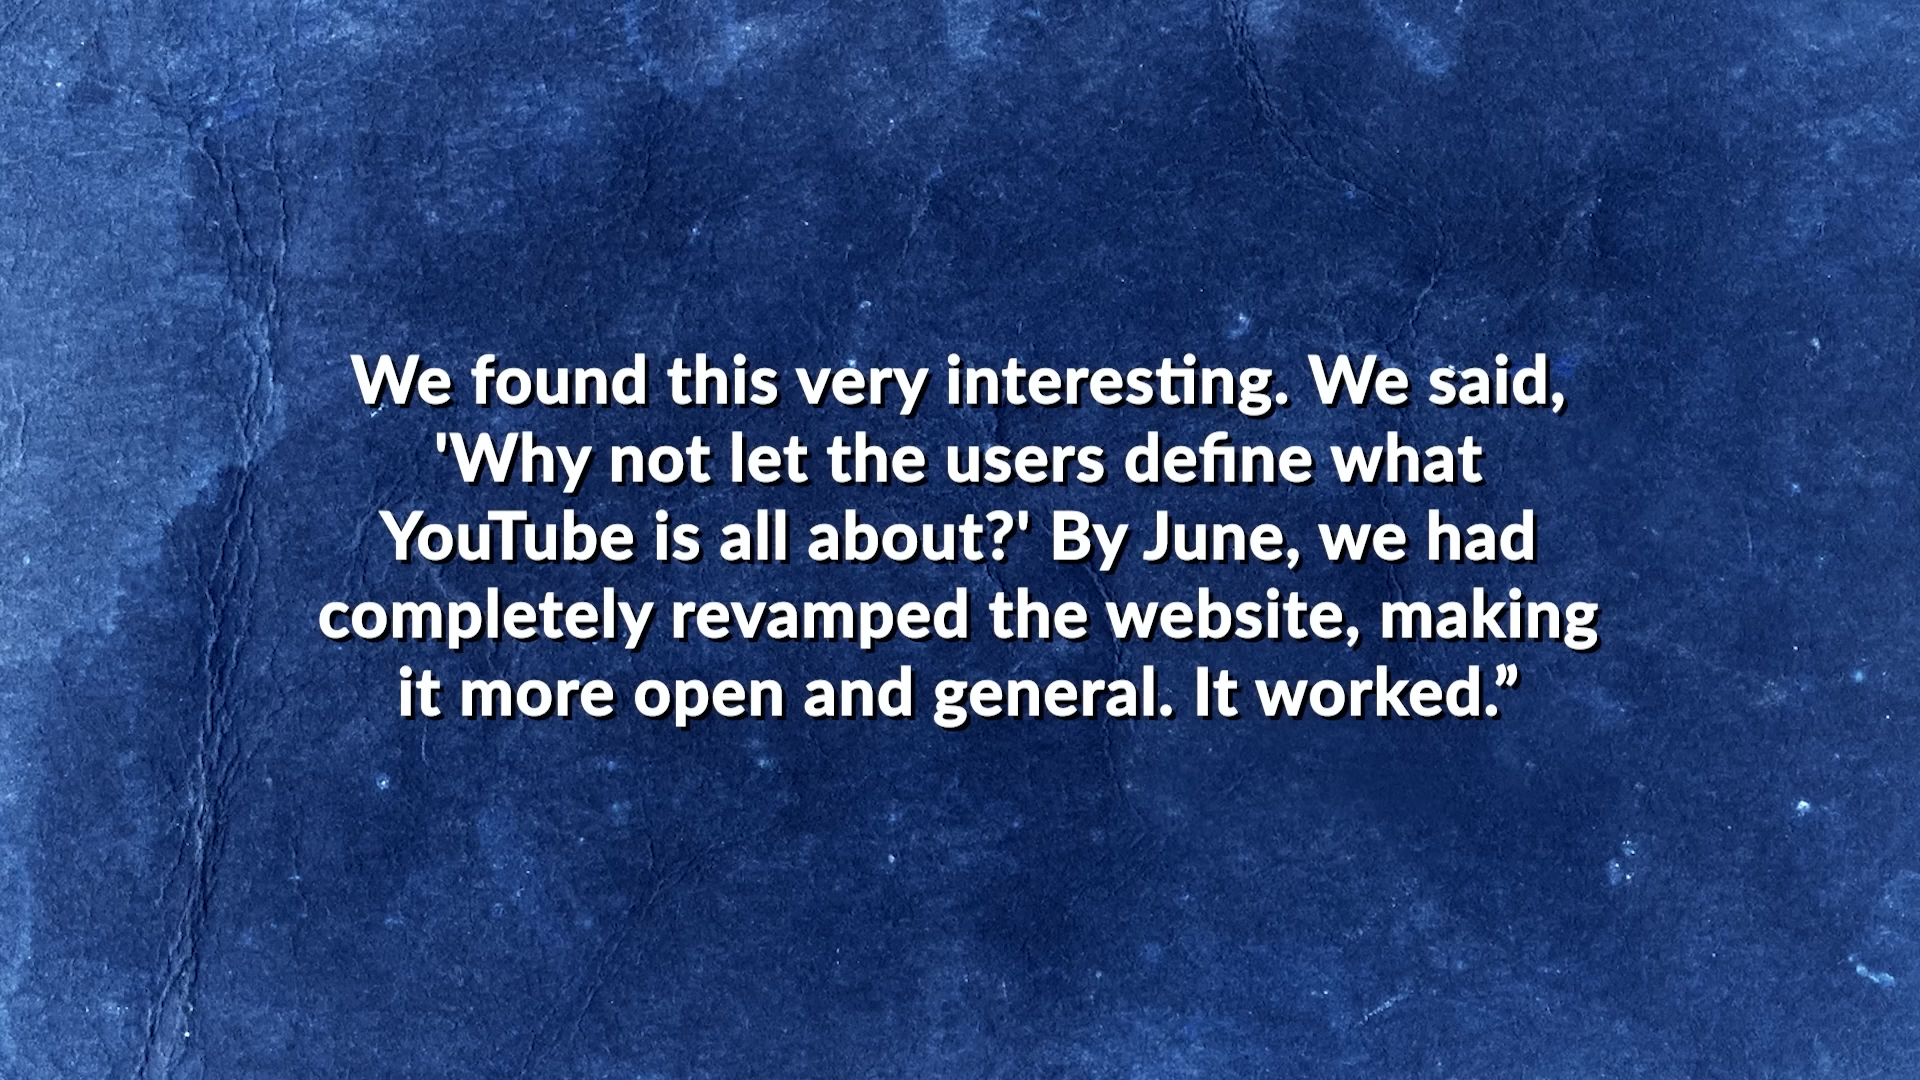 We found this very interesting. We said,
'Why not let the users define what
YouTube is all about?' By June, we had
completely revamped the website, making
it more open and general. It worked.”